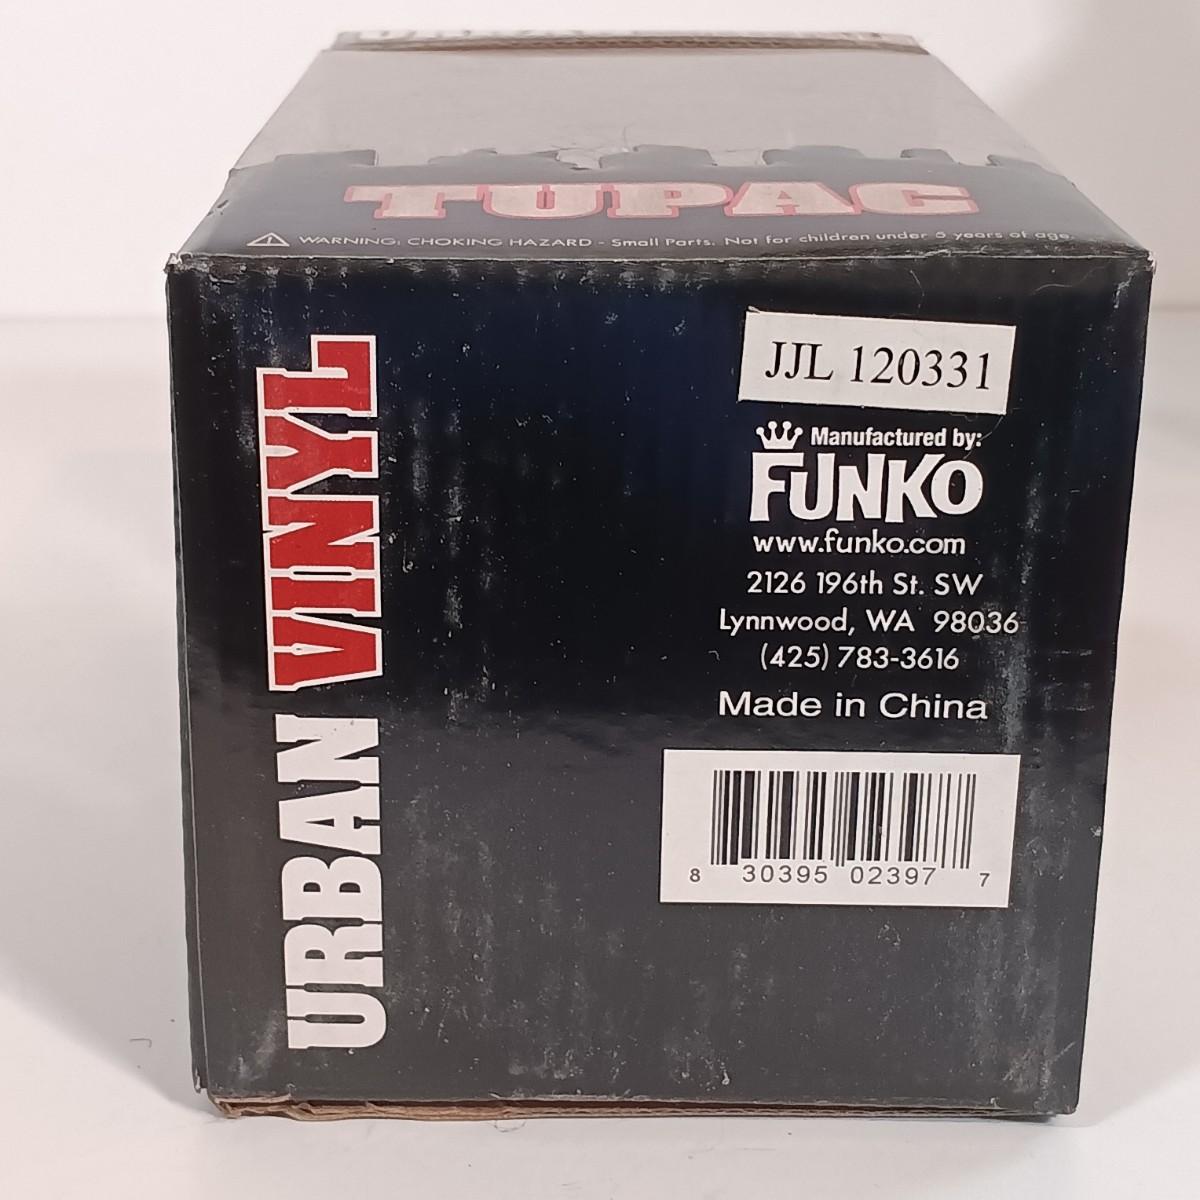 TUPAC
WARNING: CHOKING HAZARD - Small Parts. Not for children under 5 years of age.
URBAN VINYL
JJL 120331
Manufactured by:
FUNKO
www.funko.com
2126 196th St. SW
Lynnwood, WA 98036
(425) 783-3616
Made in China
8 30395 02397 7